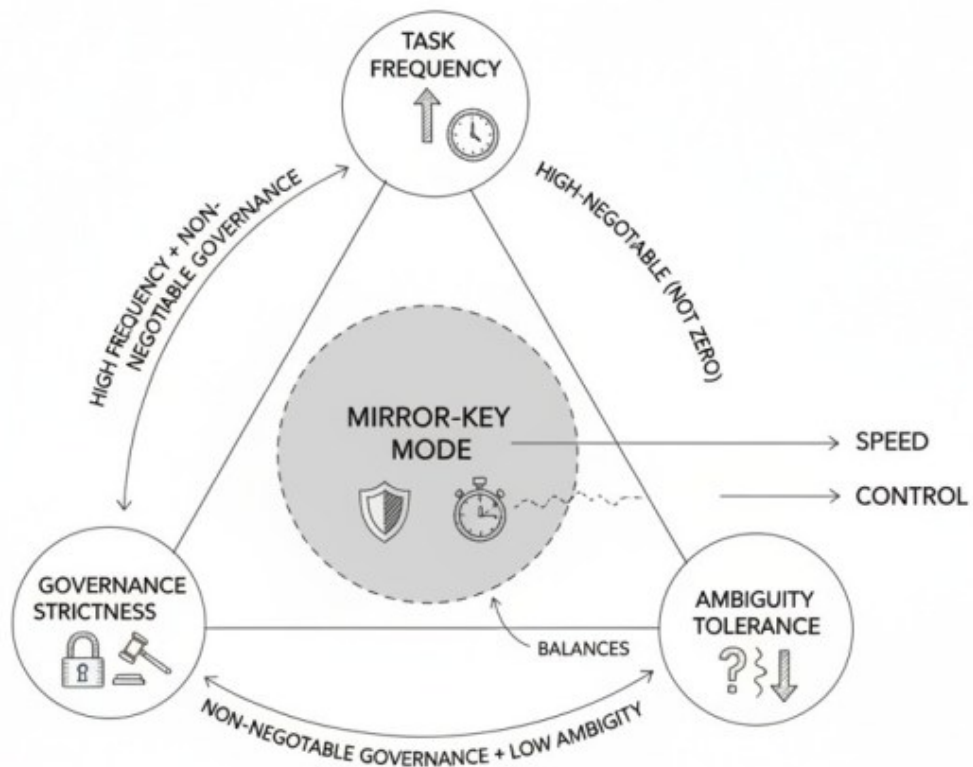 TASK
FREQUENCY
HIGH FREQUENCY + NON-
NEGOTIABLE GOVERNANCE
HIGH-NEGOTABLE (NOT ZERO)
MIRROR-KEY
MODE
SPEED
CONTROL
GOVERNANCE
STRICTNESS
AMBIGUITY
TOLERANCE
?
BALANCES
NON-NEGOTABLE GOVERNANCE + LOW AMBIGITY